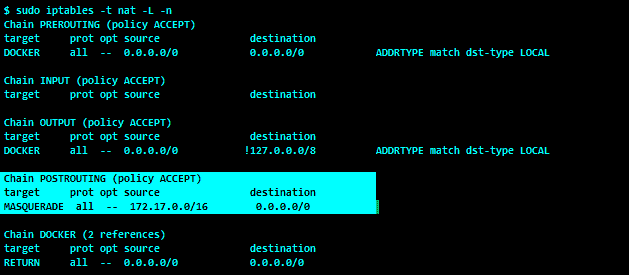 $ sudo iptables -t nat -L -n
Chain PREROUTING (policy ACCEPT)
target     prot opt source               destination
DOCKER     all  --  0.0.0.0/0            0.0.0.0/0            ADDRTYPE match dst-type LOCAL

Chain INPUT (policy ACCEPT)
target     prot opt source               destination

Chain OUTPUT (policy ACCEPT)
target     prot opt source               destination
DOCKER     all  --  0.0.0.0/0           !127.0.0.0/8          ADDRTYPE match dst-type LOCAL

Chain POSTROUTING (policy ACCEPT)
target     prot opt source               destination
MASQUERADE  all  --  172.17.0.0/16        0.0.0.0/0

Chain DOCKER (2 references)
target     prot opt source               destination
RETURN     all  --  0.0.0.0/0            0.0.0.0/0